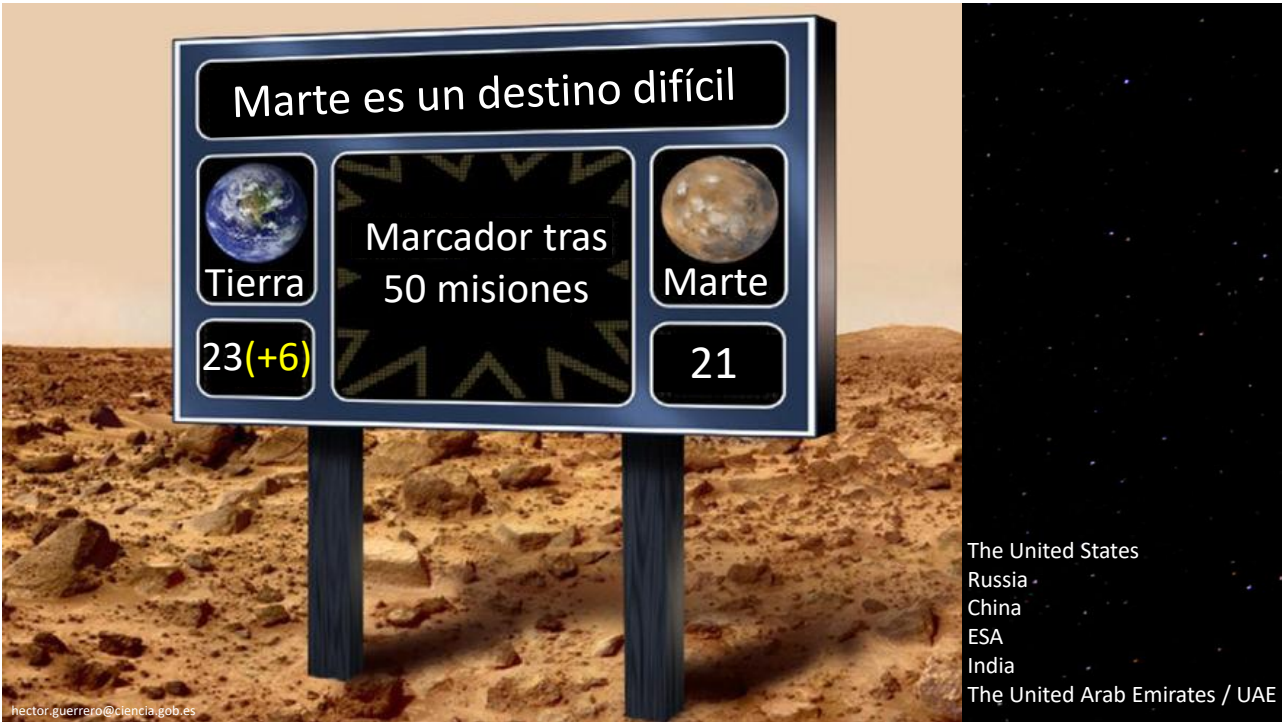 Marte es un destino difícil
Tierra
Marcador tras
50 misiones
Marte
23(+6)
21
The United States
Russia
China
ESA
India
The United Arab Emirates / UAE
hector.guerrero@ciencia.gob.es